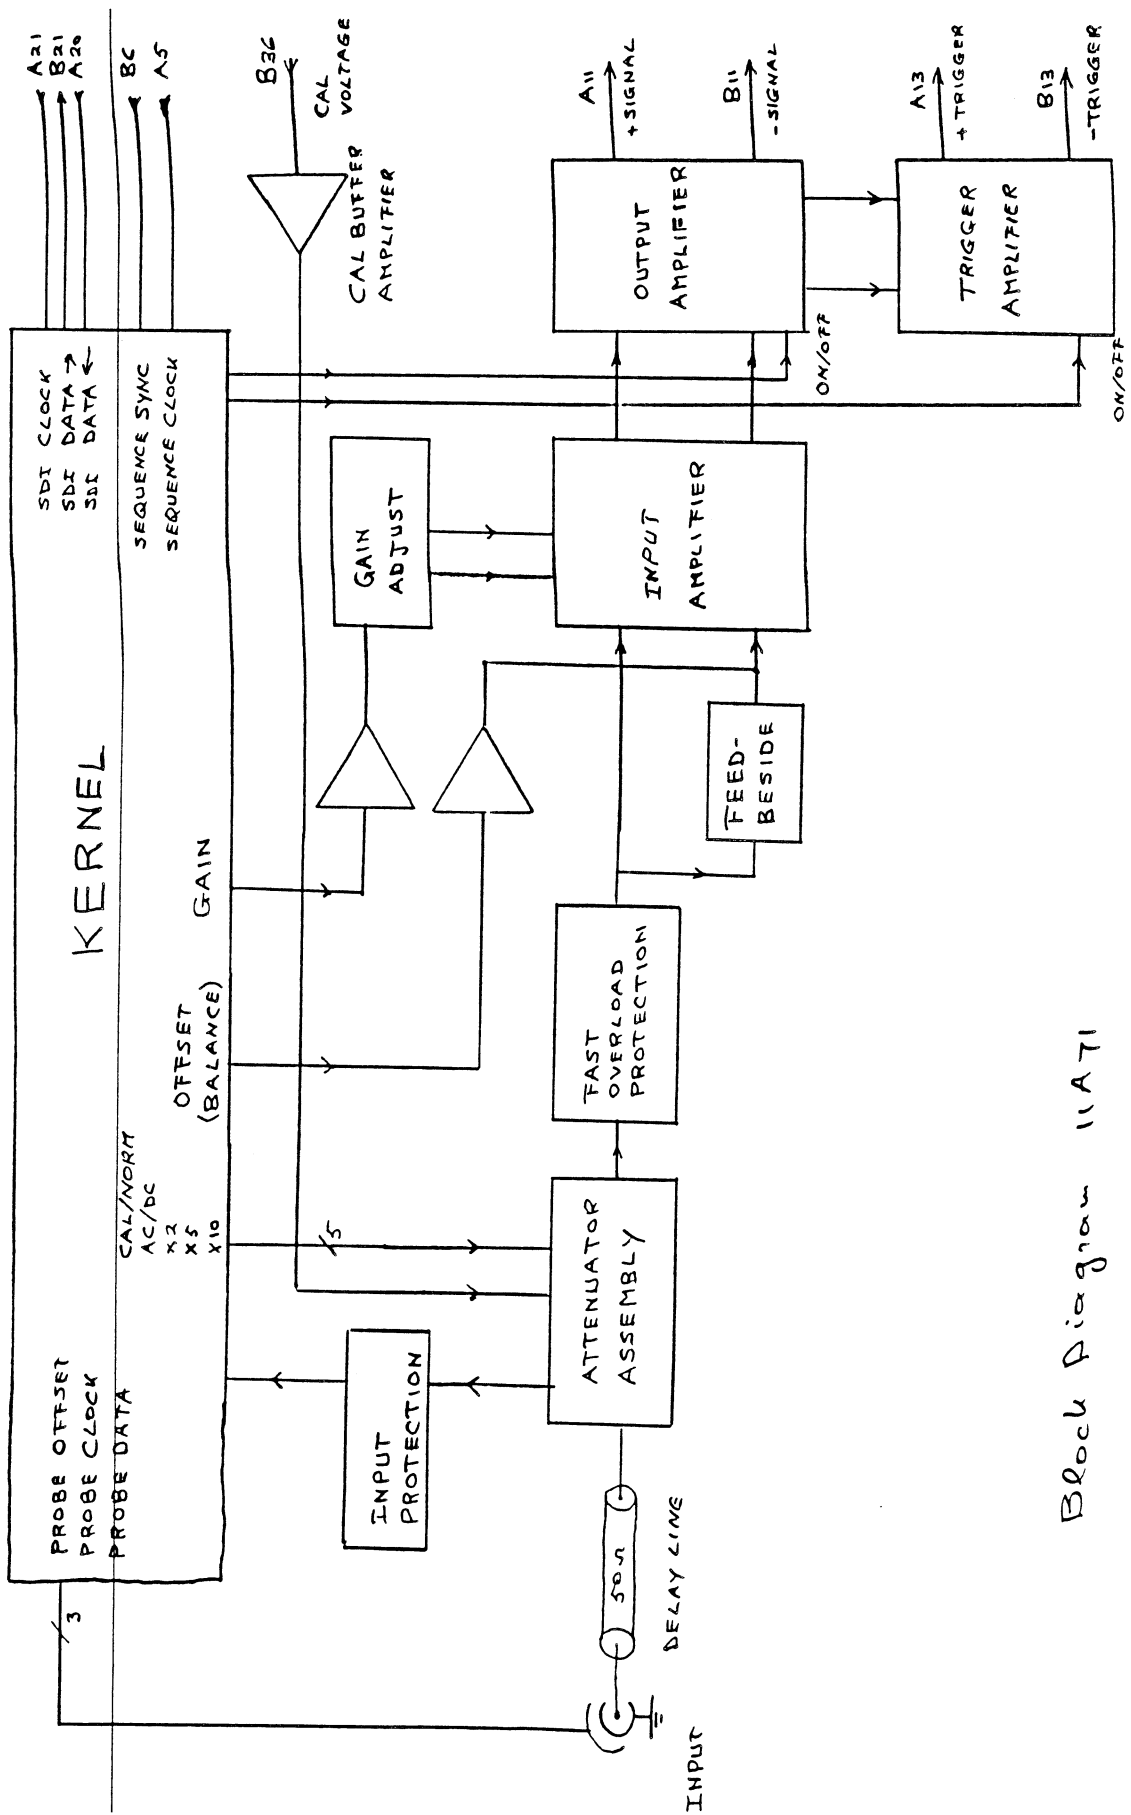 KERNEL
PROBE OFFSET
PROBE CLOCK
PROBE DATA
CAL/NORM
AC/DC
x2
x5
x10
OFFSET
(BALANCE)
GAIN
SDI CLOCK
SDI DATA →
SDI DATA ←
SEQUENCE SYNC
SEQUENCE CLOCK
A21
B21
A20
B6
A5
B36
CAL
VOLTAGE
CAL BUFFER
AMPLIFIER
3
5
INPUT
PROTECTION
GAIN
ADJUST
INPUT
50Ω
DELAY LINE
ATTENUATOR
ASSEMBLY
FAST
OVERLOAD
PROTECTION
FEED-
BESIDE
INPUT
AMPLIFIER
OUTPUT
AMPLIFIER
ON/OFF
A11
+SIGNAL
B11
-SIGNAL
TRIGGER
AMPLIFIER
ON/OFF
A13
+TRIGGER
B13
-TRIGGER
Block Diagram 11A71